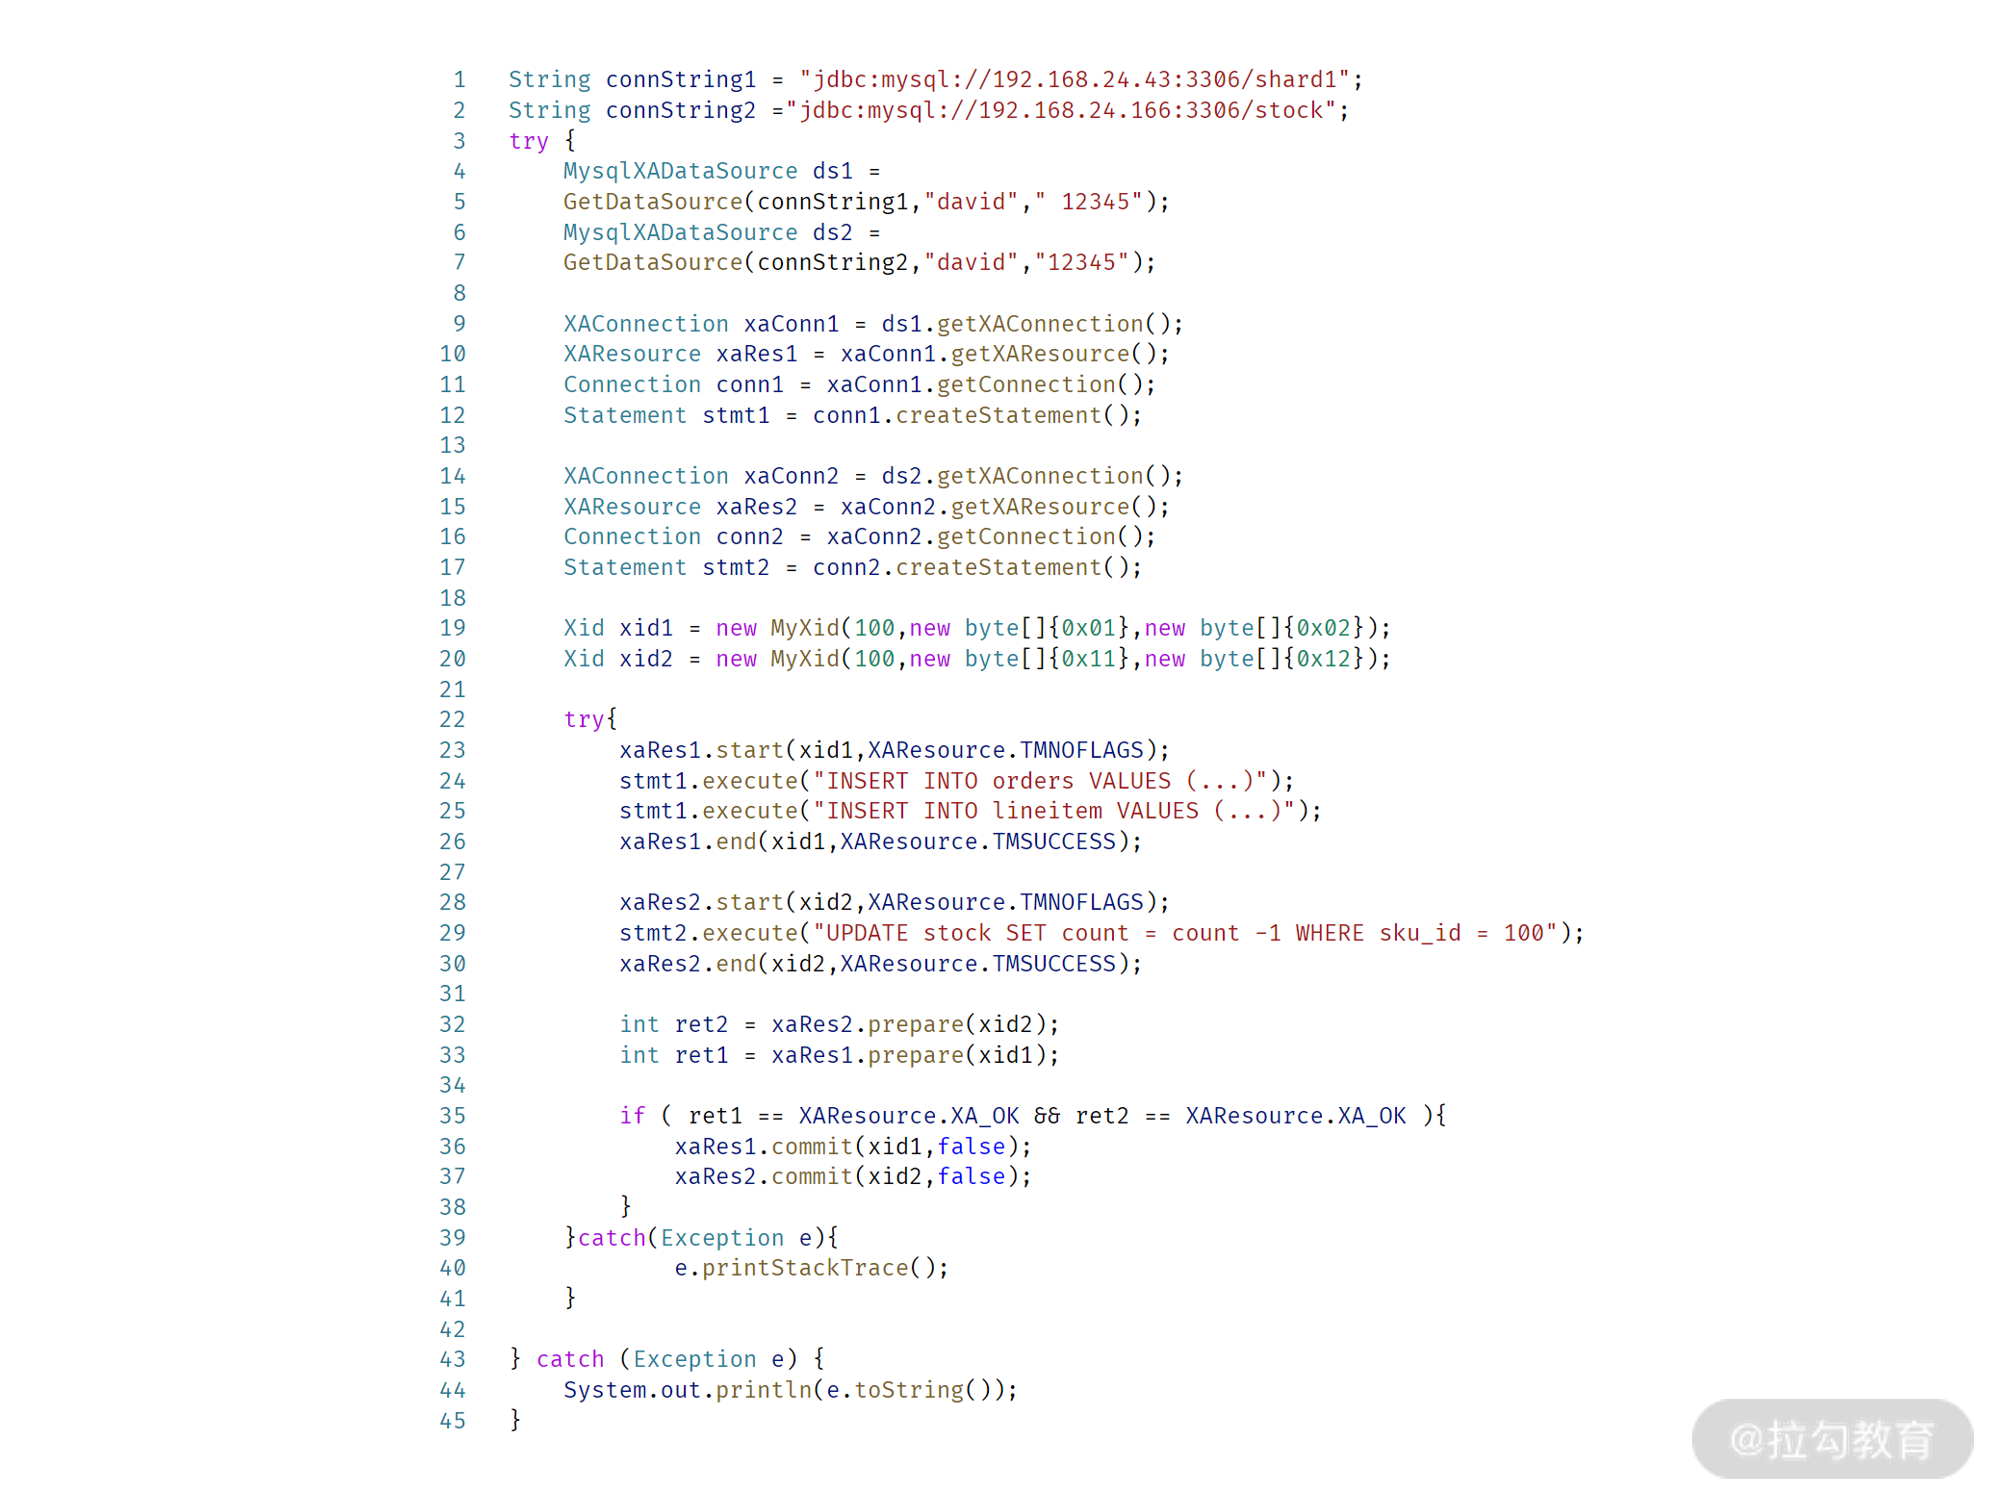 1 String connString1 = "jdbc:mysql://192.168.24.43:3306/shard1";
2 String connString2 ="jdbc:mysql://192.168.24.166:3306/stock";
3 try {
4     MysqlXADataSource ds1 =
5     GetDataSource(connString1,"david"," 12345");
6     MysqlXADataSource ds2 =
7     GetDataSource(connString2,"david","12345");
8
9     XAConnection xaConn1 = ds1.getXAConnection();
10     XAResource xaRes1 = xaConn1.getXAResource();
11     Connection conn1 = xaConn1.getConnection();
12     Statement stmt1 = conn1.createStatement();
13
14     XAConnection xaConn2 = ds2.getXAConnection();
15     XAResource xaRes2 = xaConn2.getXAResource();
16     Connection conn2 = xaConn2.getConnection();
17     Statement stmt2 = conn2.createStatement();
18
19     Xid xid1 = new MyXid(100,new byte[]{0x01},new byte[]{0x02});
20     Xid xid2 = new MyXid(100,new byte[]{0x11},new byte[]{0x12});
21
22     try{
23         xaRes1.start(xid1,XAResource.TMNOFLAGS);
24         stmt1.execute("INSERT INTO orders VALUES (...)");
25         stmt1.execute("INSERT INTO lineitem VALUES (...)");
26         xaRes1.end(xid1,XAResource.TMSUCCESS);
27
28         xaRes2.start(xid2,XAResource.TMNOFLAGS);
29         stmt2.execute("UPDATE stock SET count = count -1 WHERE sku_id = 100");
30         xaRes2.end(xid2,XAResource.TMSUCCESS);
31
32         int ret2 = xaRes2.prepare(xid2);
33         int ret1 = xaRes1.prepare(xid1);
34
35         if ( ret1 == XAResource.XA_OK && ret2 == XAResource.XA_OK ){
36             xaRes1.commit(xid1,false);
37             xaRes2.commit(xid2,false);
38         }
39     }catch(Exception e){
40             e.printStackTrace();
41     }
42
43 } catch (Exception e) {
44     System.out.println(e.toString());
45 }
@拉勾教育